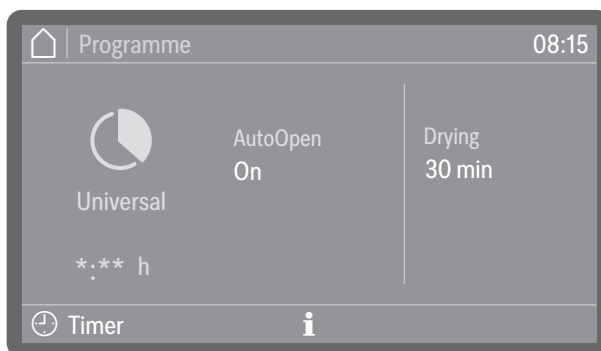 Programme 08:15
AutoOpen
On
Drying
30 min
Universal
*:** h
Timer i